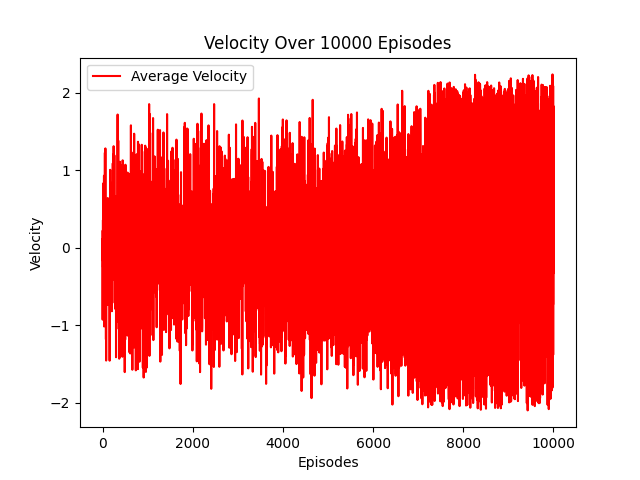 Velocity Over 10000 Episodes
Average Velocity
Velocity
2
1
0
−1
−2
0 2000 4000 6000 8000 10000
Episodes